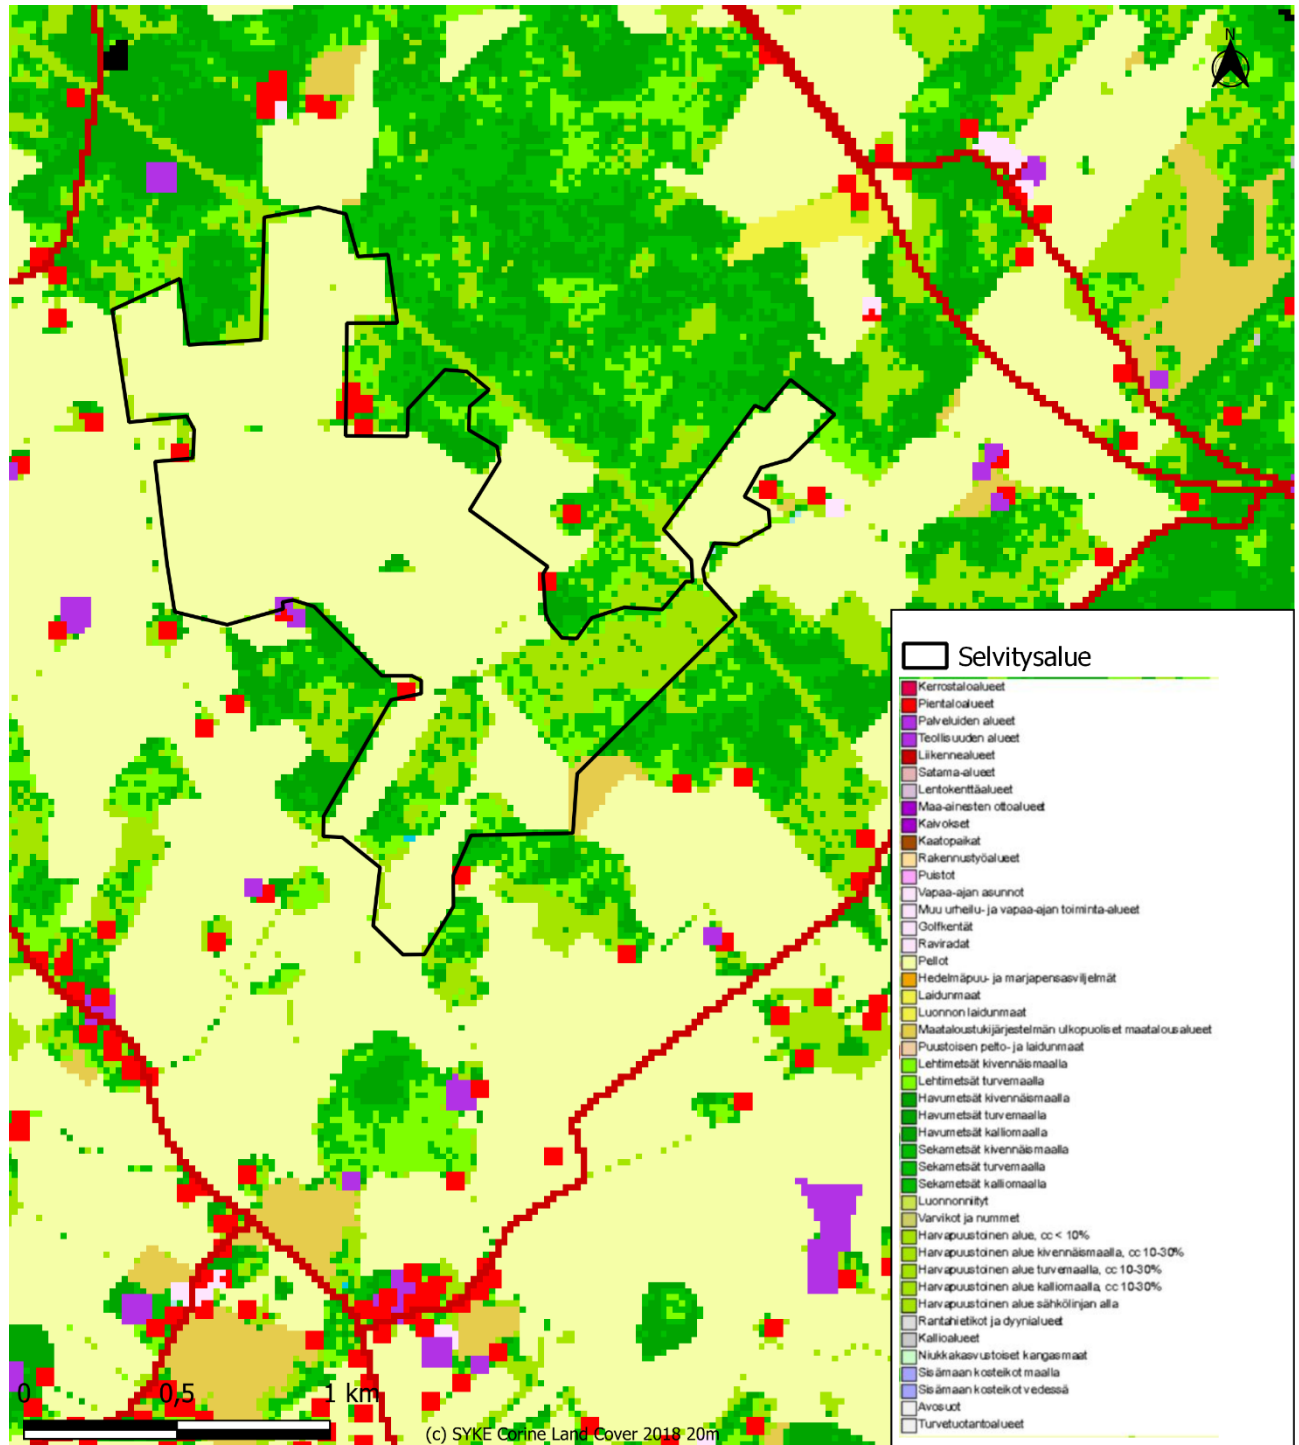 N
Selvitysalue
Kerrostaloalueet
Pientaloalueet
Palveluiden alueet
Teollisuuden alueet
Liikennealueet
Satama-alueet
Lentokenttäalueet
Maa-ainesten ottoalueet
Kaivokset
Kaatopaikat
Rakennustyöalueet
Puistot
Vapaa-ajan asunnot
Muu urheilu- ja vapaa-ajan toiminta-alueet
Golfkentät
Raviradat
Pellot
Hedelmäpuu- ja marjapensasviljelmät
Laidunmaat
Luonnon laidunmaat
Maataloustukijärjestelmän ulkopuoliset maatalousalueet
Puustoisen pelto- ja laidunmaat
Lehtimetsät kivennäismaalla
Lehtimetsät turvemaalla
Havumetsät kivennäismaalla
Havumetsät turvemaalla
Havumetsät kalliomaalla
Sekametsät kivennäismaalla
Sekametsät turvemaalla
Sekametsät kalliomaalla
Luonnonniityt
Varvikot ja nummet
Harvapuustoinen alue, cc < 10%
Harvapuustoinen alue kivennäismaalla, cc 10-30%
Harvapuustoinen alue turvemaalla, cc 10-30%
Harvapuustoinen alue kalliomaalla, cc 10-30%
Harvapuustoinen alue sähkölinjan alla
Rantahietikot ja dyynialueet
Kallioalueet
Niukkakasvustoiset kangasmaat
Sisämaan kosteikot maalla
Sisämaan kosteikot vedessä
Avosuot
Turvetuotantoalueet
0 0,5 1 km
(c) SYKE Corine Land Cover 2018 20m